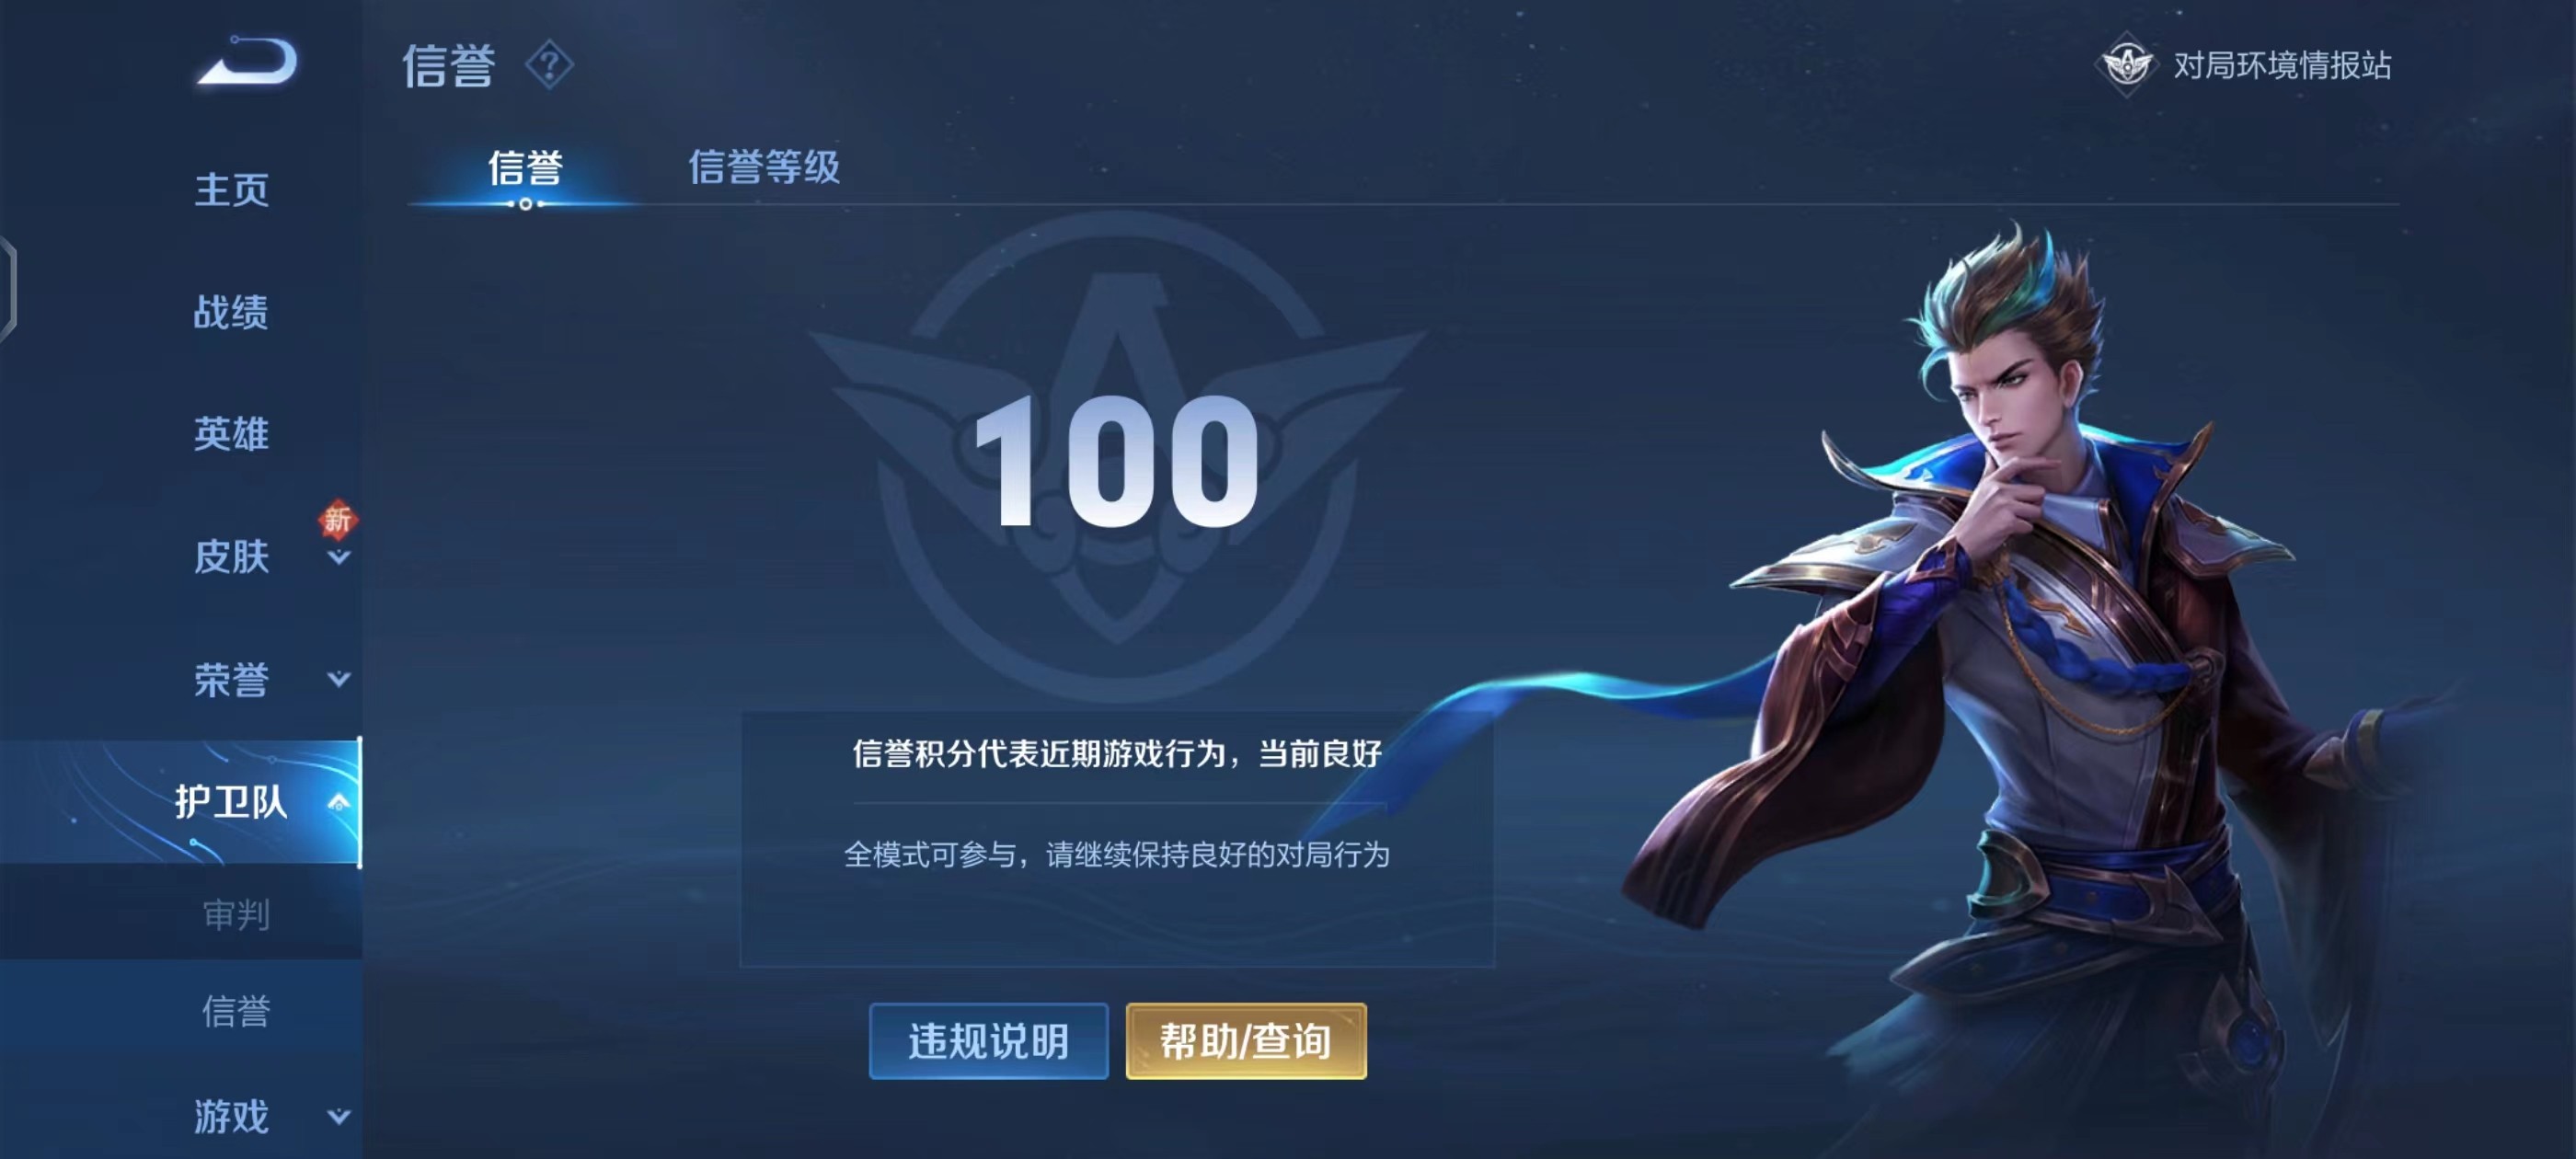 信誉
对局环境情报站
信誉
信誉等级
主页
战绩
英雄
皮肤
新
荣誉
护卫队
审判
信誉
游戏
100
信誉积分代表近期游戏行为，当前良好
全模式可参与，请继续保持良好的对局行为
违规说明
帮助/查询